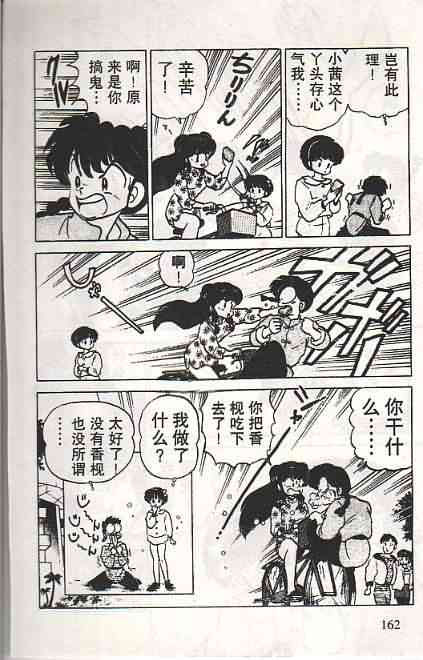 岂有此
理！
小茜这个
丫头存心
气我……
ちりりん
辛苦
了！
啊！原
来是你
搞鬼…
啊！
ガボー
你干什
么……
你把香
枧吃下
去了！
我做了
什么？
太好了！
没有香枧
也没所谓
……
162